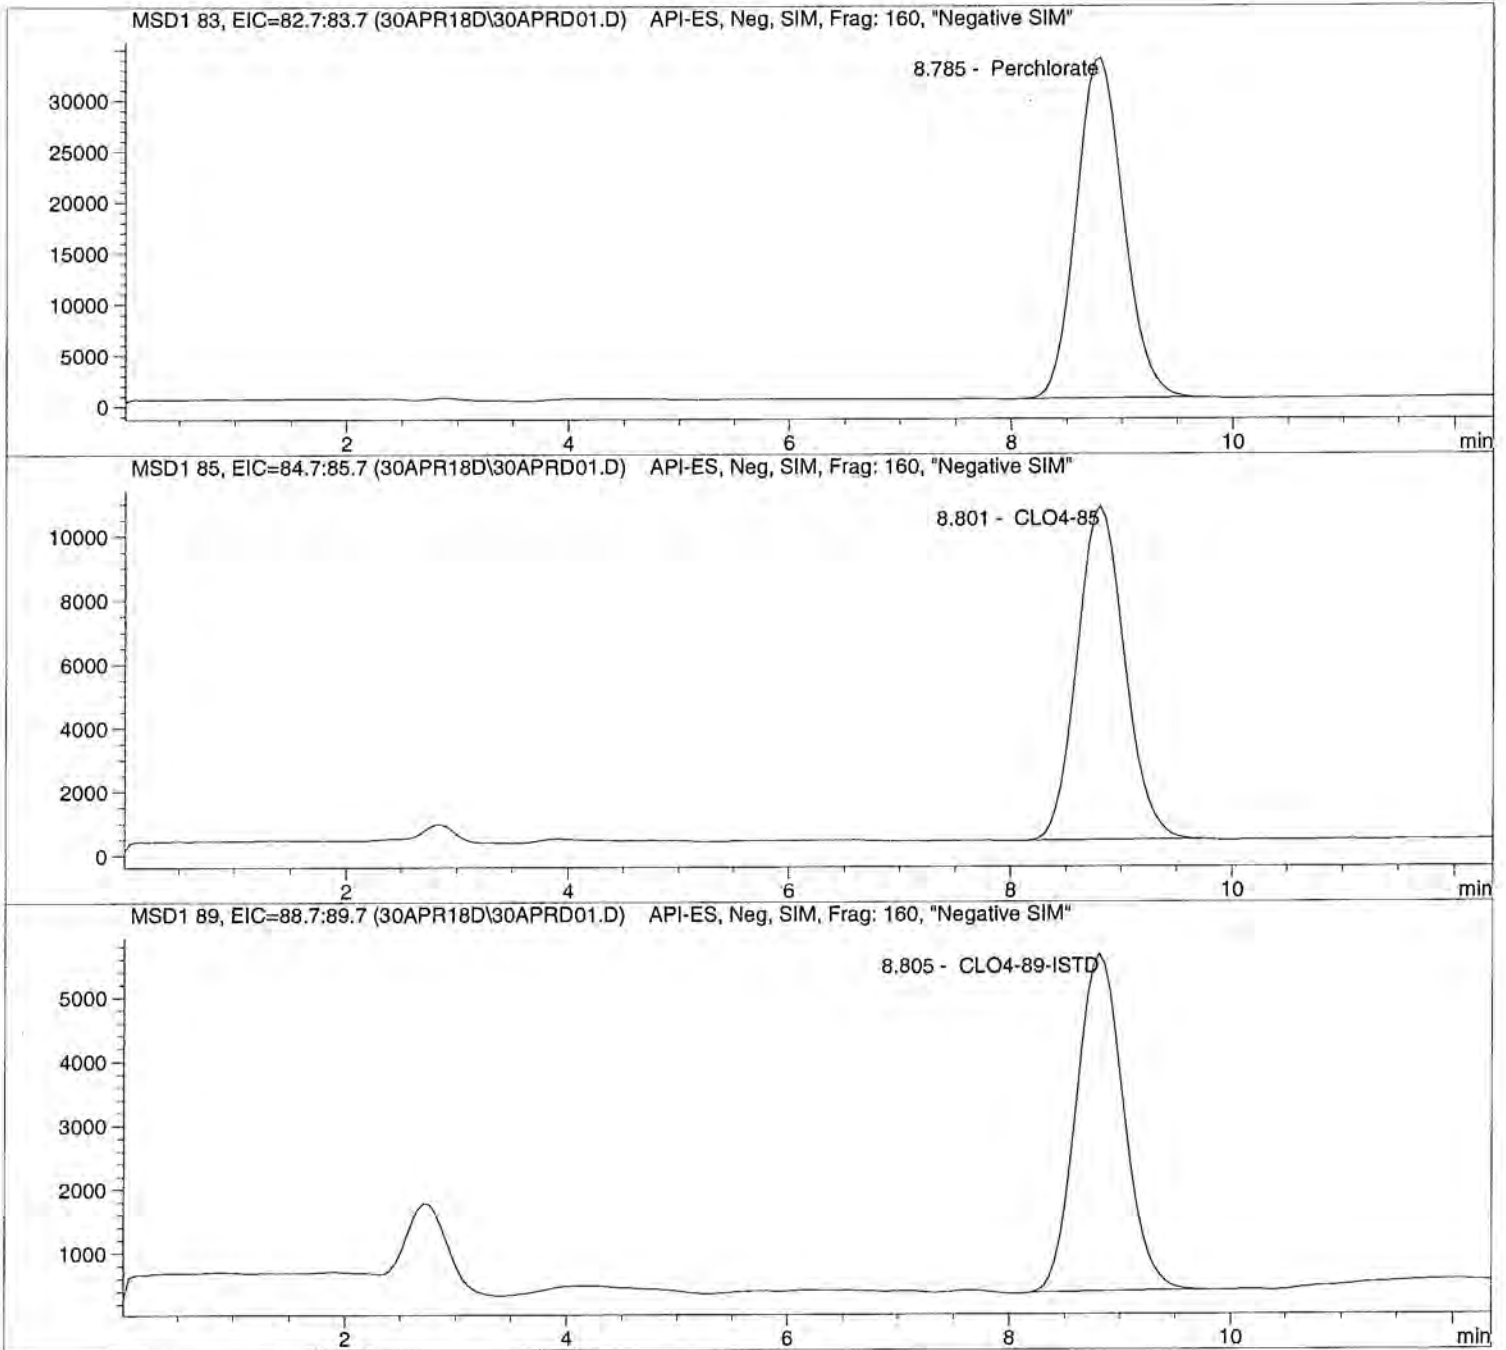 MSD1 83, EIC=82.7:83.7 (30APR18D\30APRD01.D) API-ES, Neg, SIM, Frag: 160, "Negative SIM"
8.785 - Perchlorate
30000
25000
20000
15000
10000
5000
0
2 4 6 8 10 min
MSD1 85, EIC=84.7:85.7 (30APR18D\30APRD01.D) API-ES, Neg, SIM, Frag: 160, "Negative SIM"
8.801 - CLO4-85
10000
8000
6000
4000
2000
0
2 4 6 8 10 min
MSD1 89, EIC=88.7:89.7 (30APR18D\30APRD01.D) API-ES, Neg, SIM, Frag: 160, "Negative SIM"
8.805 - CLO4-89-ISTD
5000
4000
3000
2000
1000
2 4 6 8 10 min